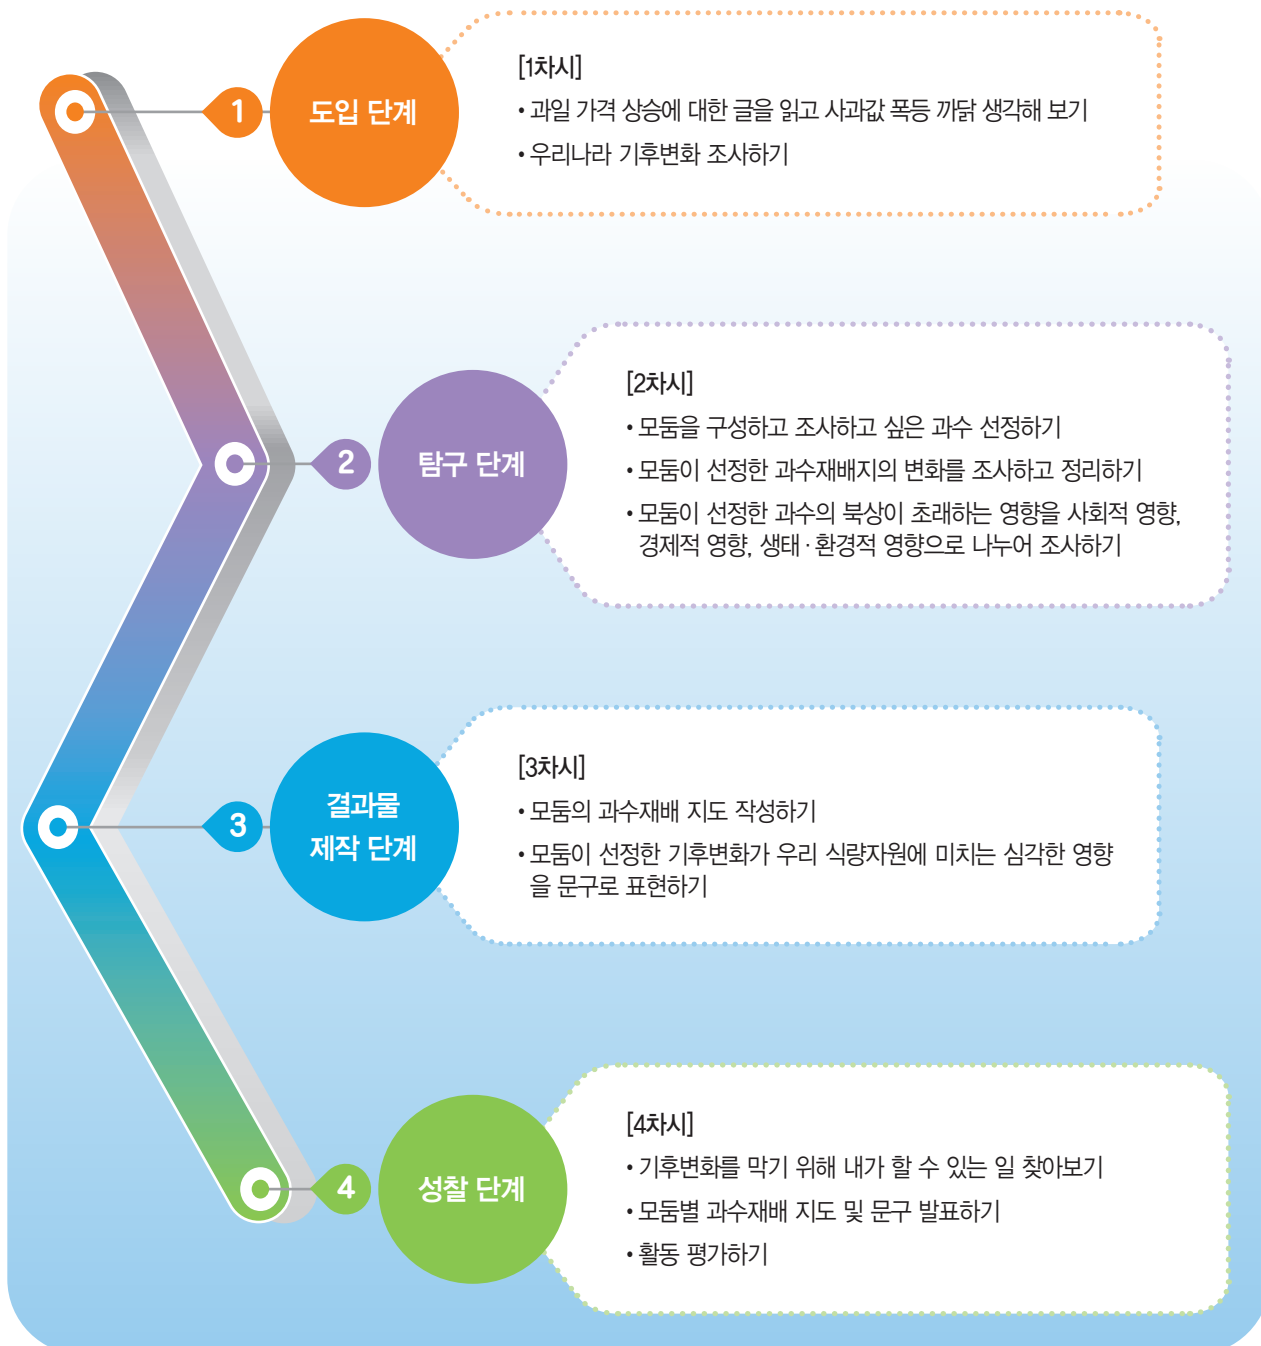 1
도입 단계
[1차시]
• 과일 가격 상승에 대한 글을 읽고 사과값 폭등 까닭 생각해 보기
• 우리나라 기후변화 조사하기
2
탐구 단계
[2차시]
• 모둠을 구성하고 조사하고 싶은 과수 선정하기
• 모둠이 선정한 과수재배지의 변화를 조사하고 정리하기
• 모둠이 선정한 과수의 북상이 초래하는 영향을 사회적 영향,
경제적 영향, 생태·환경적 영향으로 나누어 조사하기
3
결과물
제작 단계
[3차시]
• 모둠의 과수재배 지도 작성하기
• 모둠이 선정한 기후변화가 우리 식량자원에 미치는 심각한 영향
을 문구로 표현하기
4
성찰 단계
[4차시]
• 기후변화를 막기 위해 내가 할 수 있는 일 찾아보기
• 모둠별 과수재배 지도 및 문구 발표하기
• 활동 평가하기